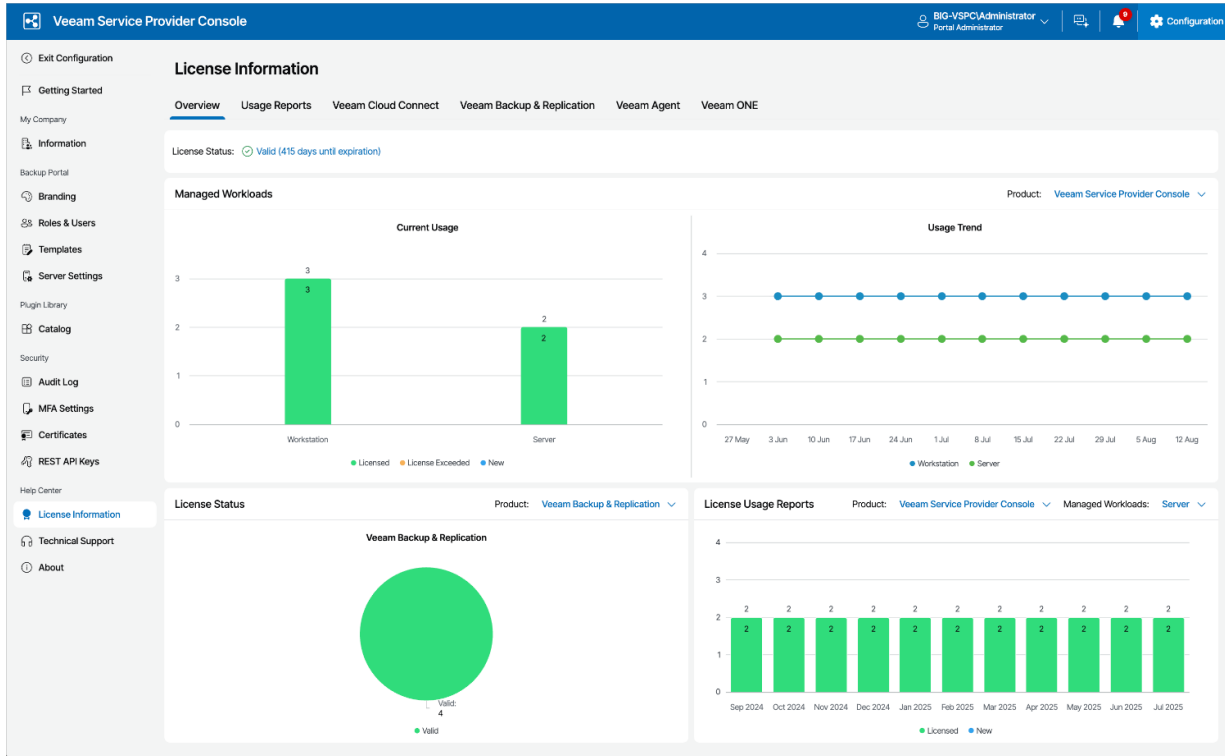 Veeam Service Provider Console
BIG-VSPC\Administrator
Portal Administrator
9
Configuration
Exit Configuration
Getting Started
My Company
Information
Backup Portal
Branding
Roles & Users
Templates
Server Settings
Plugin Library
Catalog
Security
Audit Log
MFA Settings
Certificates
REST API Keys
Help Center
License Information
Technical Support
About
License Information
Overview Usage Reports Veeam Cloud Connect Veeam Backup & Replication Veeam Agent Veeam ONE
License Status: Valid (415 days until expiration)
Managed Workloads
Product: Veeam Service Provider Console
Current Usage
3
3
3
2
2
2
1
0
Workstation Server
Licensed License Exceeded New
Usage Trend
4
3
2
1
0
27 May 3 Jun 10 Jun 17 Jun 24 Jun 1 Jul 8 Jul 15 Jul 22 Jul 29 Jul 5 Aug 12 Aug
Workstation Server
License Status
Product: Veeam Backup & Replication
Veeam Backup & Replication
Valid:
4
Valid
License Usage Reports
Product: Veeam Service Provider Console Managed Workloads: Server
4
3
2 2 2 2 2 2 2 2 2 2 2
2
2 2 2 2 2 2 2 2 2 2 2
1
0
Sep 2024 Oct 2024 Nov 2024 Dec 2024 Jan 2025 Feb 2025 Mar 2025 Apr 2025 May 2025 Jun 2025 Jul 2025
Licensed New